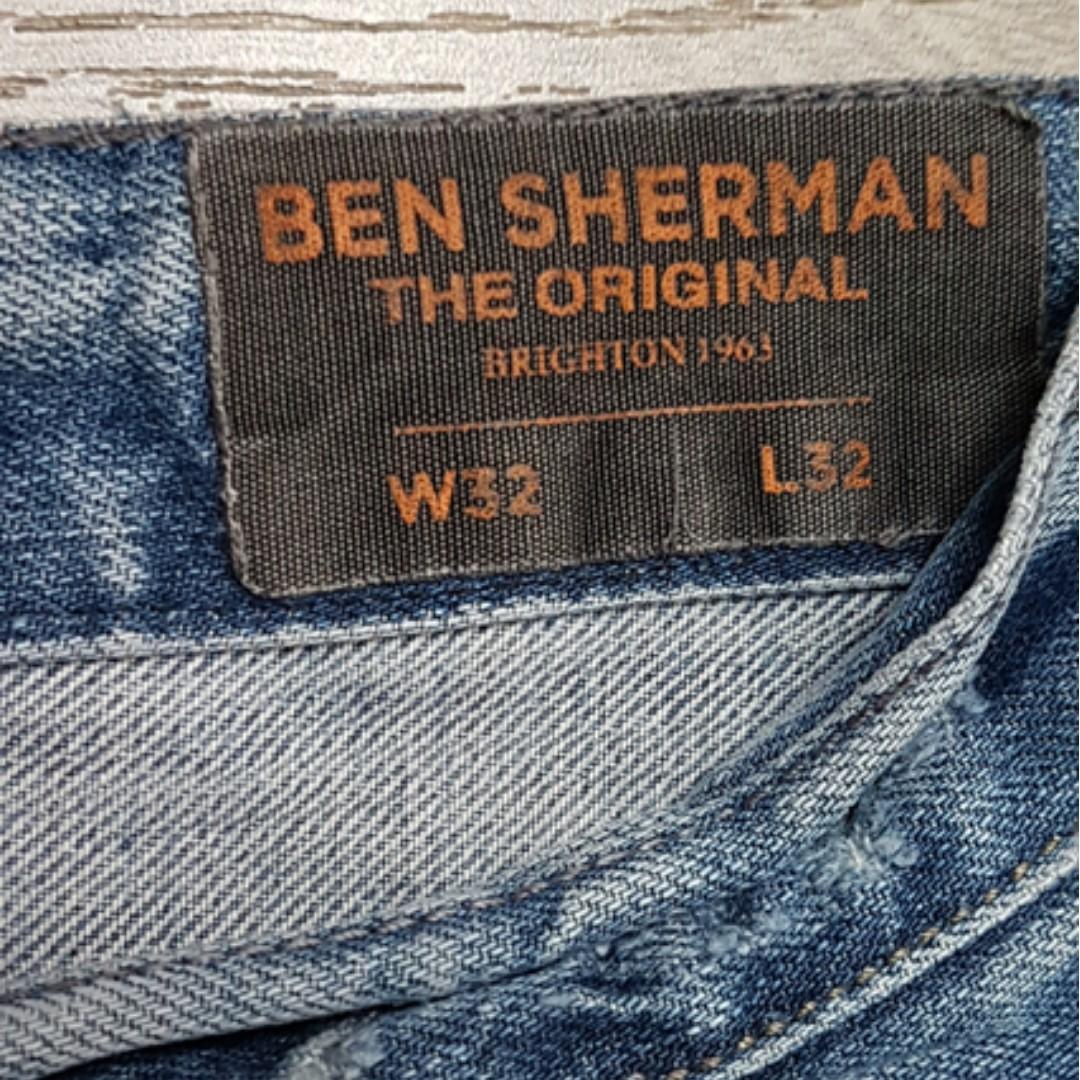 BEN SHERMAN
THE ORIGINAL
BRIGHTON 1963
W32 L32